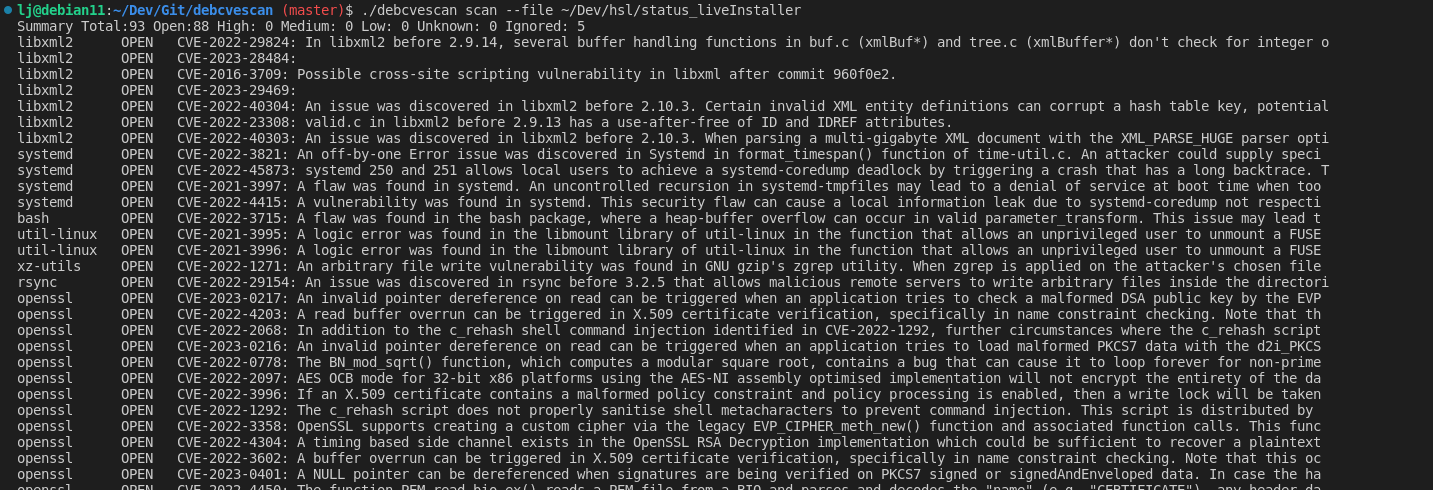 lj@debian11:~/Dev/Git/debcvescan (master)$ ./debcvescan scan --file ~/Dev/hsl/status_liveInstaller
Summary Total:93 Open:88 High: 0 Medium: 0 Low: 0 Unknown: 0 Ignored: 5
libxml2 OPEN CVE-2022-29824: In libxml2 before 2.9.14, several buffer handling functions in buf.c (xmlBuf*) and tree.c (xmlBuffer*) don't check for integer o
libxml2 OPEN CVE-2023-28484:
libxml2 OPEN CVE-2016-3709: Possible cross-site scripting vulnerability in libxml after commit 960f0e2.
libxml2 OPEN CVE-2023-29469:
libxml2 OPEN CVE-2022-40304: An issue was discovered in libxml2 before 2.10.3. Certain invalid XML entity definitions can corrupt a hash table key, potential
libxml2 OPEN CVE-2022-23308: valid.c in libxml2 before 2.9.13 has a use-after-free of ID and IDREF attributes.
libxml2 OPEN CVE-2022-40303: An issue was discovered in libxml2 before 2.10.3. When parsing a multi-gigabyte XML document with the XML_PARSE_HUGE parser opti
systemd OPEN CVE-2022-3821: An off-by-one Error issue was discovered in Systemd in format_timespan() function of time-util.c. An attacker could supply speci
systemd OPEN CVE-2022-45873: systemd 250 and 251 allows local users to achieve a systemd-coredump deadlock by triggering a crash that has a long backtrace. T
systemd OPEN CVE-2021-3997: A flaw was found in systemd. An uncontrolled recursion in systemd-tmpfiles may lead to a denial of service at boot time when too
systemd OPEN CVE-2022-4415: A vulnerability was found in systemd. This security flaw can cause a local information leak due to systemd-coredump not respecti
bash OPEN CVE-2022-3715: A flaw was found in the bash package, where a heap-buffer overflow can occur in valid parameter_transform. This issue may lead t
util-linux OPEN CVE-2021-3995: A logic error was found in the libmount library of util-linux in the function that allows an unprivileged user to unmount a FUSE
util-linux OPEN CVE-2021-3996: A logic error was found in the libmount library of util-linux in the function that allows an unprivileged user to unmount a FUSE
xz-utils OPEN CVE-2022-1271: An arbitrary file write vulnerability was found in GNU gzip's zgrep utility. When zgrep is applied on the attacker's chosen file
rsync OPEN CVE-2022-29154: An issue was discovered in rsync before 3.2.5 that allows malicious remote servers to write arbitrary files inside the directori
openssl OPEN CVE-2023-0217: An invalid pointer dereference on read can be triggered when an application tries to check a malformed DSA public key by the EVP
openssl OPEN CVE-2022-4203: A read buffer overrun can be triggered in X.509 certificate verification, specifically in name constraint checking. Note that th
openssl OPEN CVE-2022-2068: In addition to the c_rehash shell command injection identified in CVE-2022-1292, further circumstances where the c_rehash script
openssl OPEN CVE-2023-0216: An invalid pointer dereference on read can be triggered when an application tries to load malformed PKCS7 data with the d2i_PKCS
openssl OPEN CVE-2022-0778: The BN_mod_sqrt() function, which computes a modular square root, contains a bug that can cause it to loop forever for non-prime
openssl OPEN CVE-2022-2097: AES OCB mode for 32-bit x86 platforms using the AES-NI assembly optimised implementation will not encrypt the entirety of the da
openssl OPEN CVE-2022-3996: If an X.509 certificate contains a malformed policy constraint and policy processing is enabled, then a write lock will be taken
openssl OPEN CVE-2022-1292: The c_rehash script does not properly sanitise shell metacharacters to prevent command injection. This script is distributed by
openssl OPEN CVE-2022-3358: OpenSSL supports creating a custom cipher via the legacy EVP_CIPHER_meth_new() function and associated function calls. This func
openssl OPEN CVE-2022-4304: A timing based side channel exists in the OpenSSL RSA Decryption implementation which could be sufficient to recover a plaintext
openssl OPEN CVE-2022-3602: A buffer overrun can be triggered in X.509 certificate verification, specifically in name constraint checking. Note that this oc
openssl OPEN CVE-2023-0401: A NULL pointer can be dereferenced when signatures are being verified on PKCS7 signed or signedAndEnveloped data. In case the ha
openssl OPEN CVE-2022-4450: The function PEM_read_bio_ex() reads a PEM file from a BIO and parses and decodes the "name" (e.g. "CERTIFICATE"), any header da